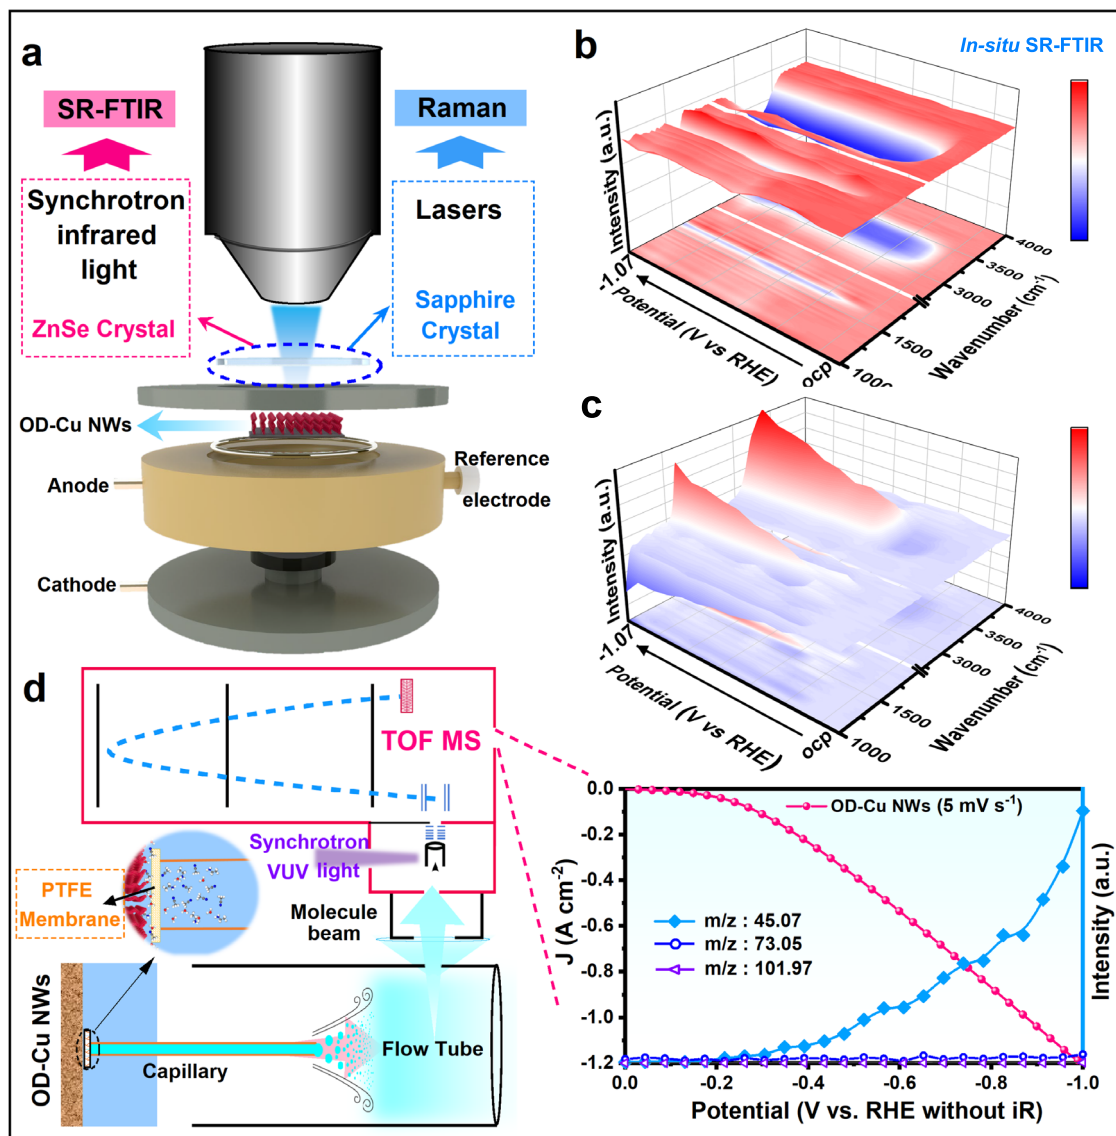 a
SR-FTIR
Raman
Synchrotron
infrared
light
ZnSe Crystal
Lasers
Sapphire
Crystal
OD-Cu NWs
Anode
Reference
electrode
Cathode
b
In-situ SR-FTIR
Intensity (a.u.)
-1.07
Potential (V vs RHE)
ocp
1000
1500
3000
3500
4000
Wavenumber (cm⁻¹)
c
Intensity (a.u.)
-1.07
Potential (V vs RHE)
ocp
1000
1500
3000
3500
4000
Wavenumber (cm⁻¹)
d
TOF MS
Synchrotron
VUV light
PTFE
Membrane
Molecule
beam
OD-Cu NWs
Capillary
Flow Tube
OD-Cu NWs (5 mV s⁻¹)
m/z : 45.07
m/z : 73.05
m/z : 101.97
J (A cm⁻²)
0.0
-0.2
-0.4
-0.6
-0.8
-1.0
-1.2
Intensity (a.u.)
0.0 -0.2 -0.4 -0.6 -0.8 -1.0
Potential (V vs. RHE without iR)